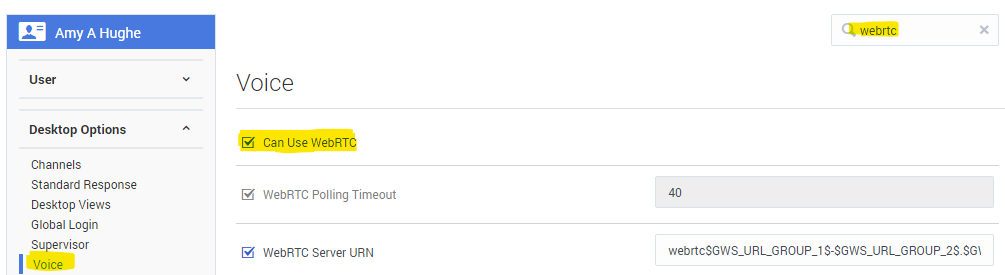 Amy A Hughe
webrtc
User
Voice
Desktop Options
Can Use WebRTC
Channels
Standard Response
WebRTC Polling Timeout
40
Desktop Views
Global Login
Supervisor
WebRTC Server URN
webrtc$GWS_URL_GROUP_1$-$GWS_URL_GROUP_2$.$G
Voice